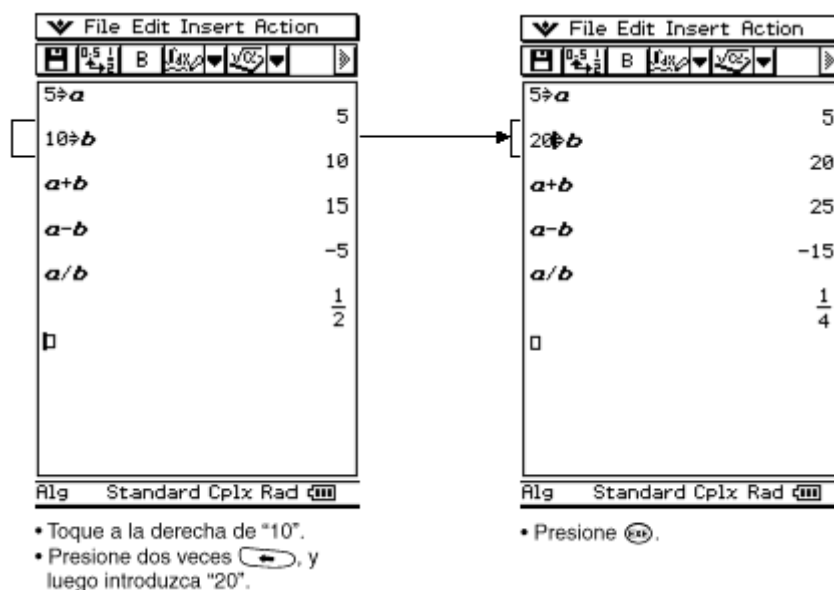 File Edit Insert Action
B
5⇒a
5
10⇒b
10
a+b
15
a-b
-5
a/b
1/2
Alg Standard Cplx Rad
• Toque a la derecha de “10”.
• Presione dos veces , y
luego introduzca “20”.
File Edit Insert Action
B
5⇒a
5
20⇒b
20
a+b
25
a-b
-15
a/b
1/4
Alg Standard Cplx Rad
• Presione EXE.